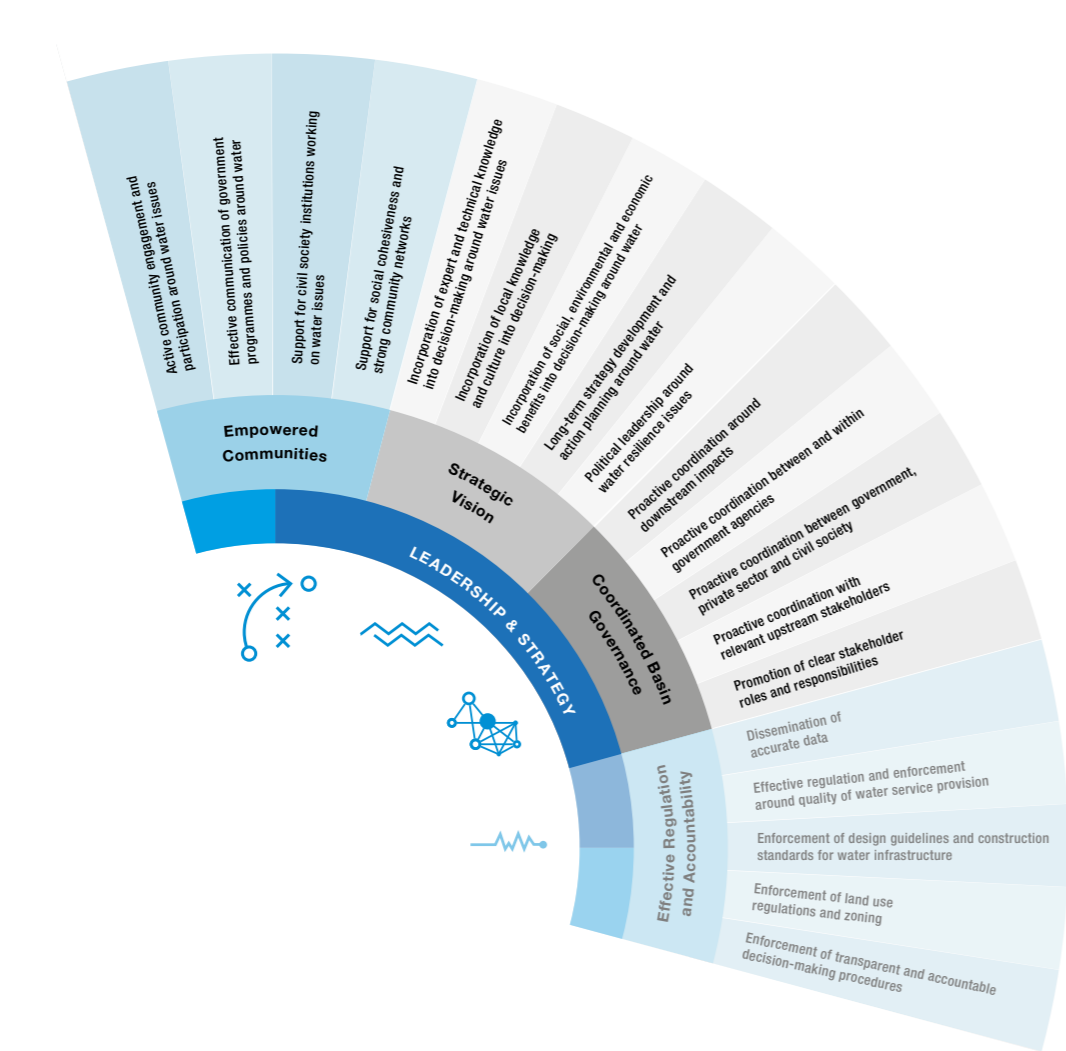 Active community engagement and
participation around water issues
Effective communication of government
programmes and policies around water
Support for civil society institutions working
on water issues
Support for social cohesiveness and
strong community networks
Incorporation of expert and technical knowledge
into decision-making around water issues
Incorporation of local knowledge
and culture into decision-making
Incorporation of social, environmental and economic
benefits into decision-making around water
Long-term strategy development and
action planning around water
Political leadership around
water resilience issues
Proactive coordination around
downstream impacts
Proactive coordination between and within
government agencies
Proactive coordination between government,
private sector and civil society
Proactive coordination with
relevant upstream stakeholders
Promotion of clear stakeholder
roles and responsibilities
Dissemination of
accurate data
Effective regulation and enforcement
around quality of water service provision
Enforcement of design guidelines and construction
standards for water infrastructure
Enforcement of land use
regulations and zoning
Enforcement of transparent and accountable
decision-making procedures
Empowered
Communities
Strategic
Vision
Coordinated Basin
Governance
Effective Regulation
and Accountability
LEADERSHIP & STRATEGY